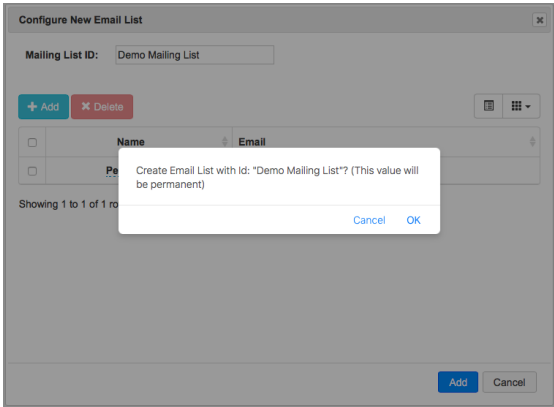 Configure New Email List
Mailing List ID: Demo Mailing List
Add Delete
Name Email
Pe
Create Email List with Id: "Demo Mailing List"? (This value will
be permanent)
Showing 1 to 1 of 1 ro
Cancel OK
Add Cancel